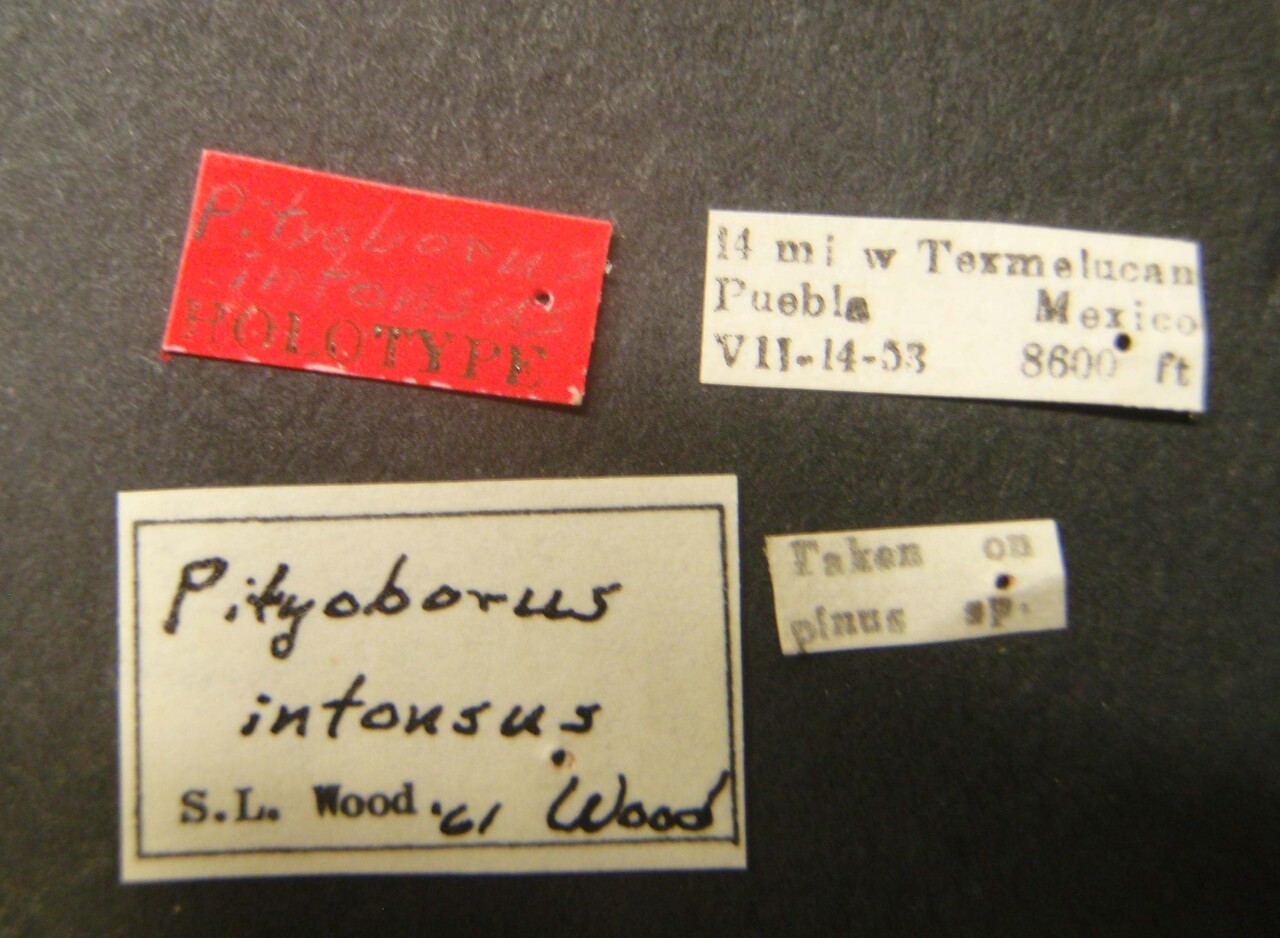 Pityoborus
intonsus
HOLOTYPE
14 mi w Texmelucan
Puebla Mexico
VII-14-53 8600 ft
Pityoborus
intonsus
S.L. Wood '61 Wood
Taken on
pinus sp.